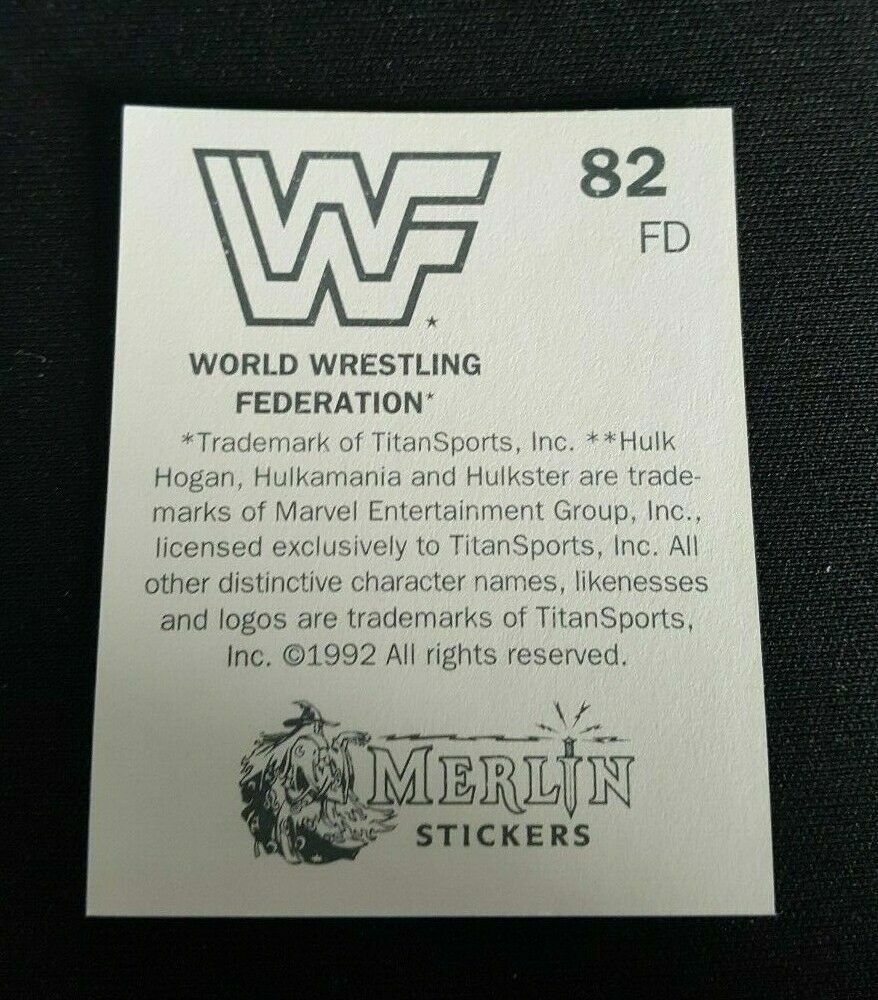 WF
82
FD
WORLD WRESTLING
FEDERATION*
*Trademark of TitanSports, Inc. **Hulk
Hogan, Hulkamania and Hulkster are trade-
marks of Marvel Entertainment Group, Inc.,
licensed exclusively to TitanSports, Inc. All
other distinctive character names, likenesses
and logos are trademarks of TitanSports,
Inc. ©1992 All rights reserved.
MERLIN
STICKERS